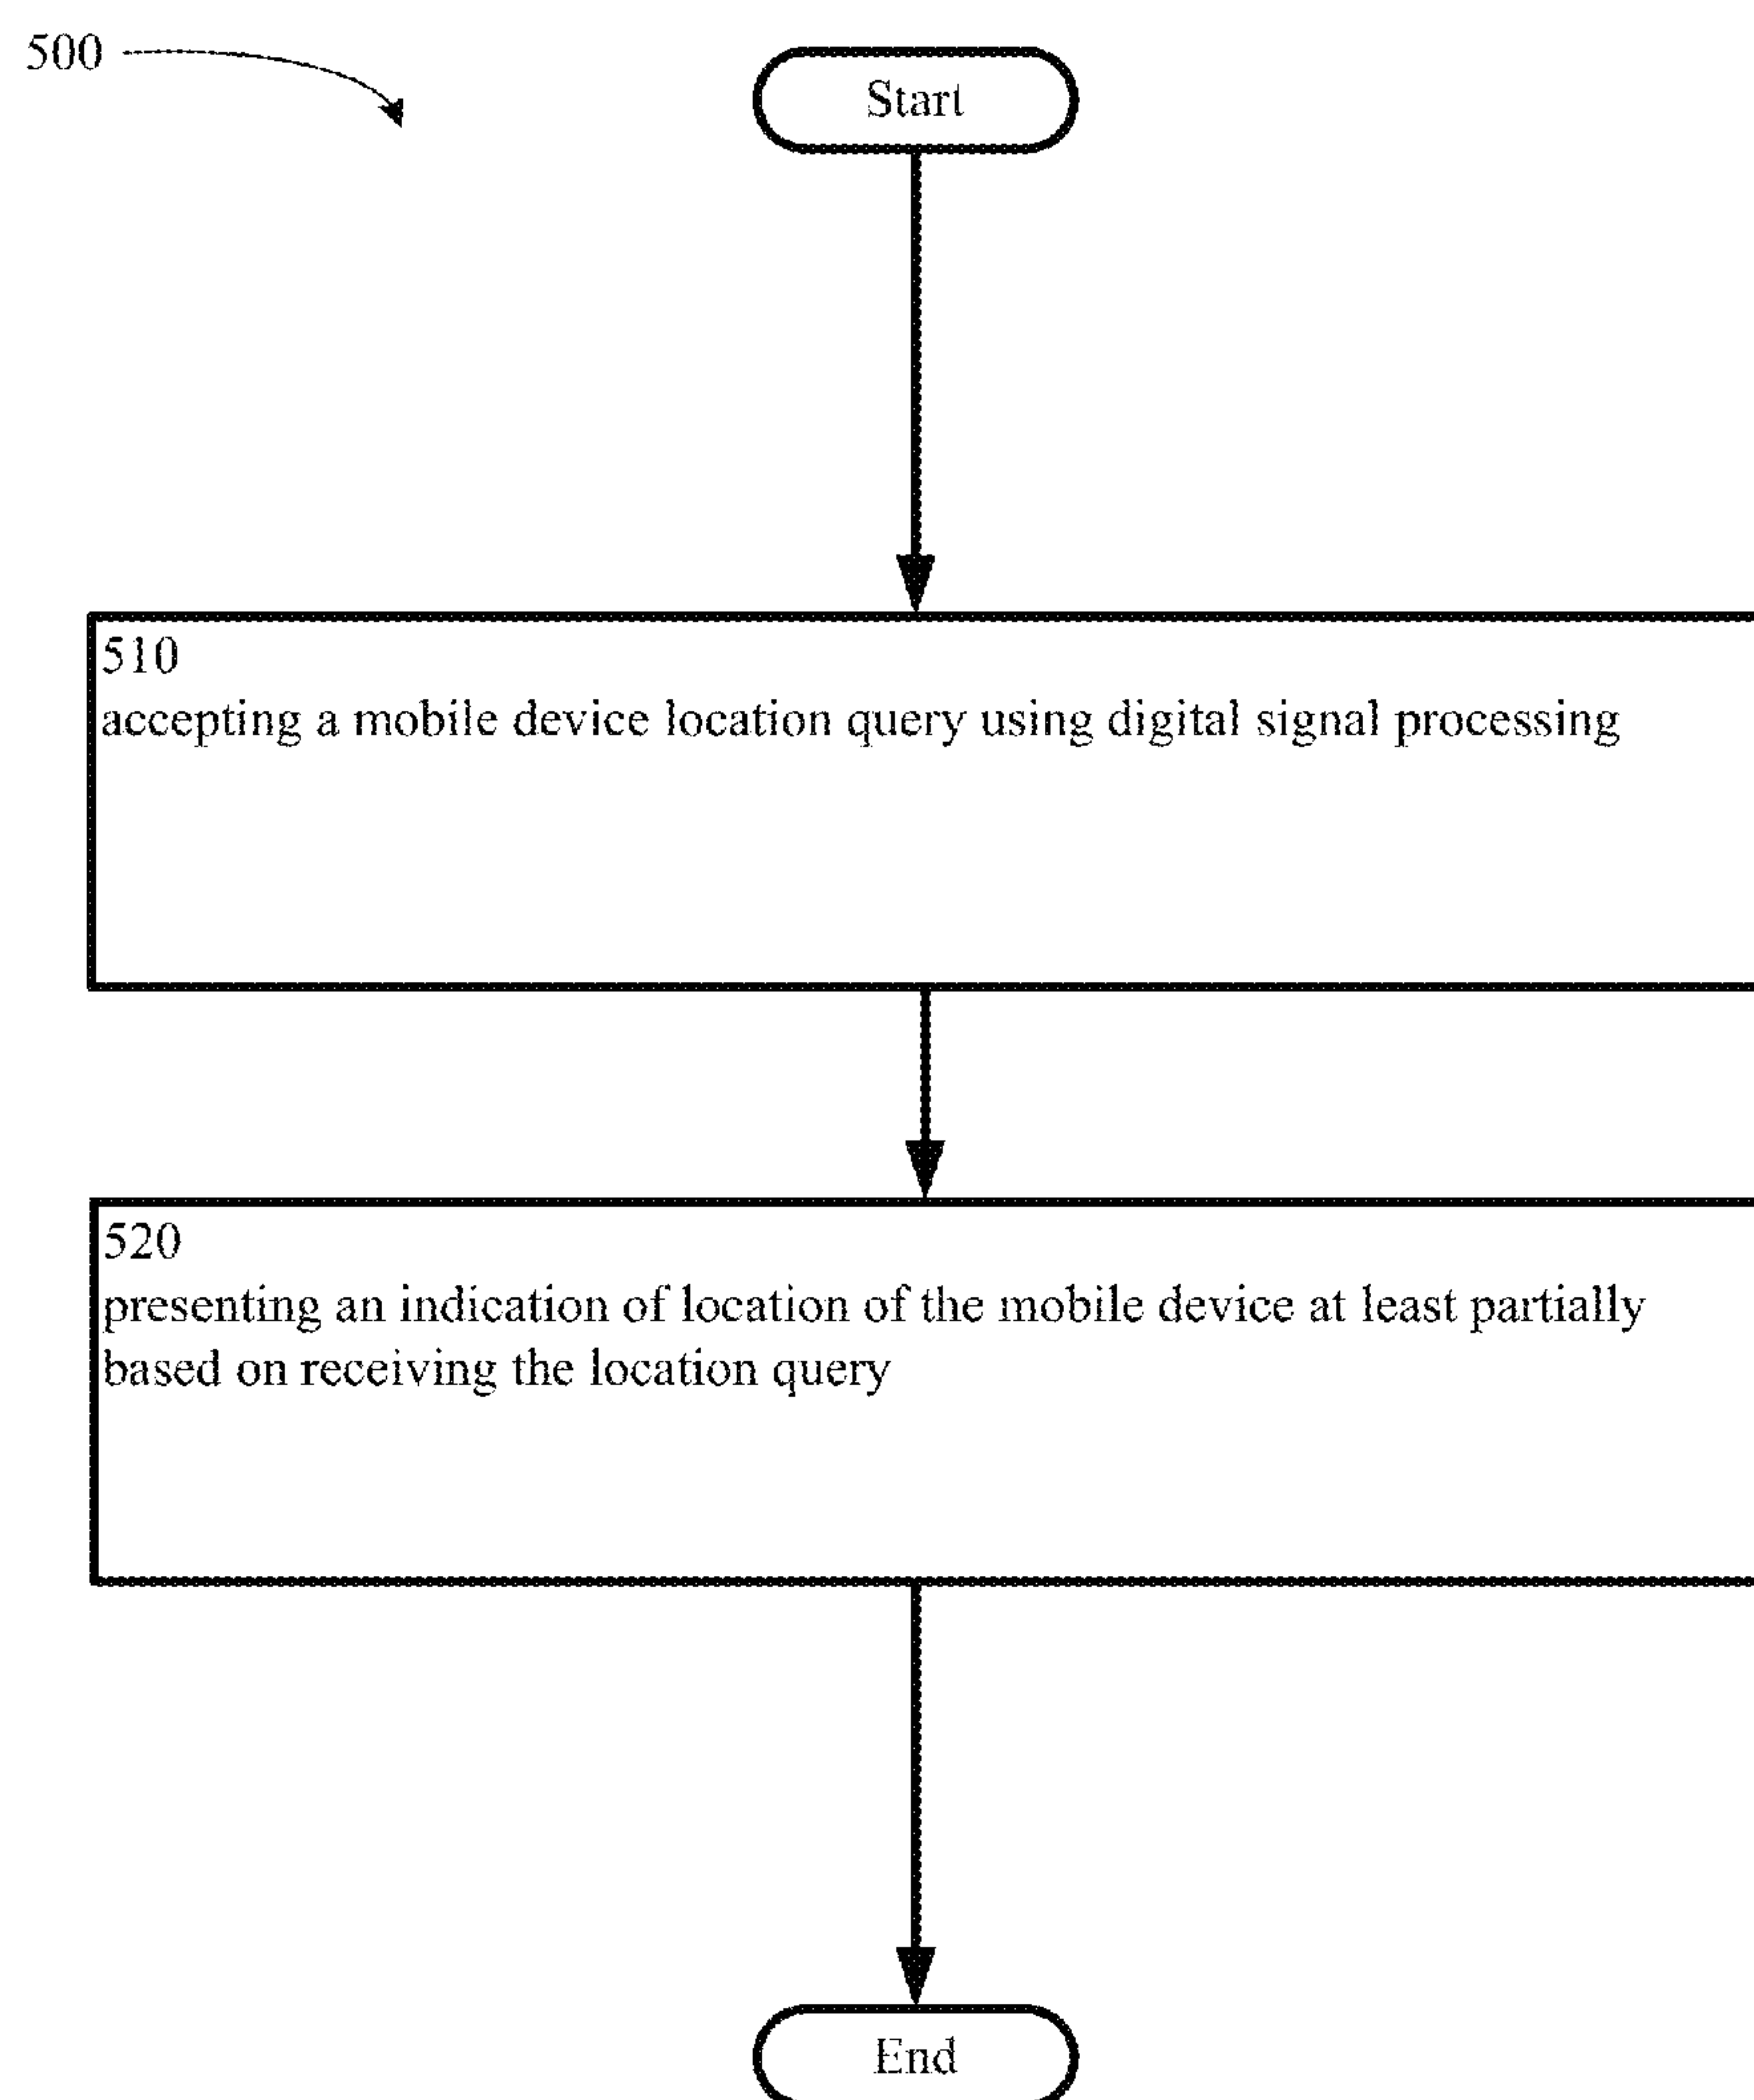 500
Start
510
accepting a mobile device location query using digital signal processing
520
presenting an indication of location of the mobile device at least partially
based on receiving the location query
End